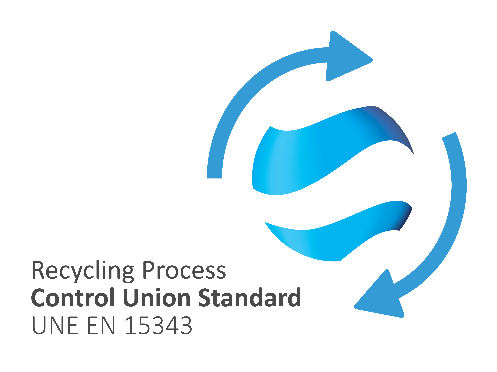 Recycling Process
Control Union Standard
UNE EN 15343